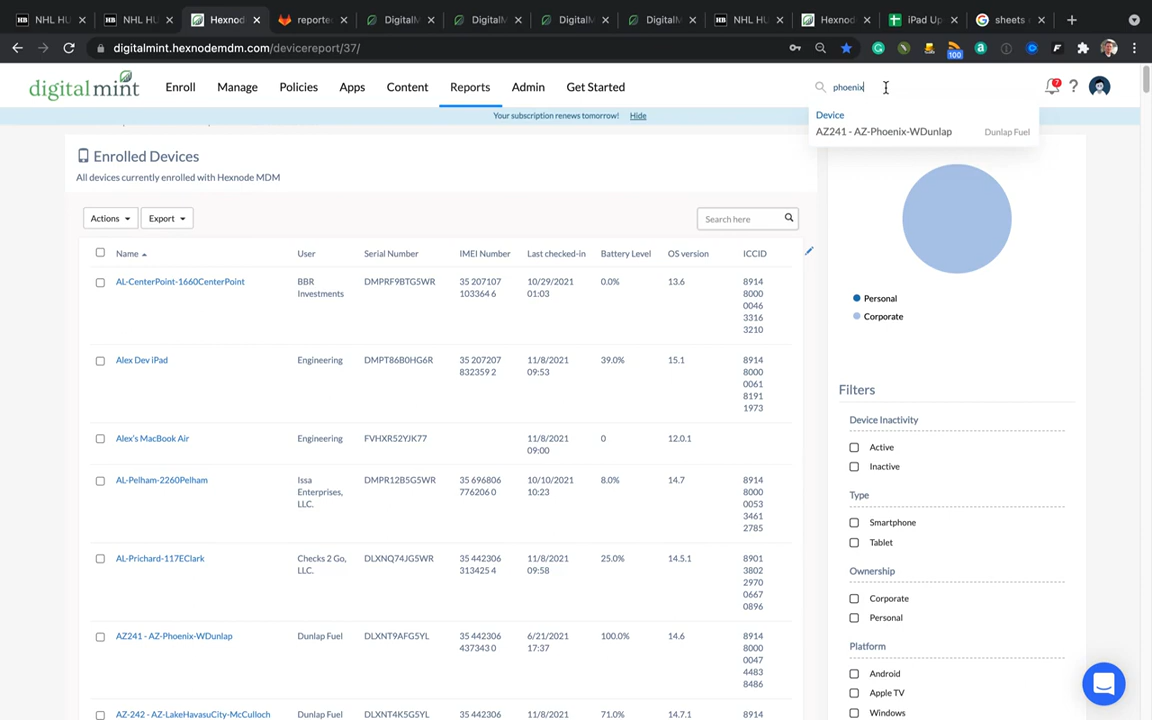 NHL HU
NHL HU
Hexnode
reporte
DigitalM
DigitalM
DigitalM
DigitalM
NHL HU
Hexnode
iPad Up
sheets
digitalmint.hexnodemdm.com/devicereport/37/
100
digitalmint
Enroll Manage Policies Apps Content Reports Admin Get Started
phoenix
7
?
Your subscription renews tomorrow! Hide
Device
AZ241 - AZ-Phoenix-WDunlap Dunlap Fuel
Enrolled Devices
All devices currently enrolled with Hexnode MDM
Actions Export Search here
Name User Serial Number IMEI Number Last checked-in Battery Level OS version ICCID
AL-CenterPoint-1660CenterPoint BBR DMPRF9BTG5WR 35 207107 10/29/2021 0.0% 13.6 8914
Investments 103364 6 01:03 8000
0046
3316
3210
Alex Dev iPad Engineering DMPT86B0HG6R 35 207207 11/8/2021 39.0% 15.1 8914
832359 2 09:53 8000
0061
8191
1973
Alex's MacBook Air Engineering FVHXR52YJK77 11/8/2021 0 12.0.1
09:00
AL-Pelham-2260Pelham Issa DMPR12B5G5WR 35 696806 10/10/2021 8.0% 14.7 8914
Enterprises, 776206 0 10:23 8000
LLC. 0053
3461
2785
AL-Prichard-117EClark Checks 2 Go, DLXNQ74JG5WR 35 442306 11/8/2021 25.0% 14.5.1 8901
LLC. 313425 4 09:58 3802
2970
0667
0896
AZ241 - AZ-Phoenix-WDunlap Dunlap Fuel DLXNT9AFG5YL 35 442306 6/21/2021 100.0% 14.6 8914
437343 0 17:37 8000
0047
4483
8486
AZ-242 - AZ-LakeHavasuCity-McCulloch Dunlap Fuel DLXNT4K5G5YL 35 442306 11/8/2021 71.0% 14.7.1 8914
Personal
Corporate
Filters
Device Inactivity
Active
Inactive
Type
Smartphone
Tablet
Ownership
Corporate
Personal
Platform
Android
Apple TV
Windows